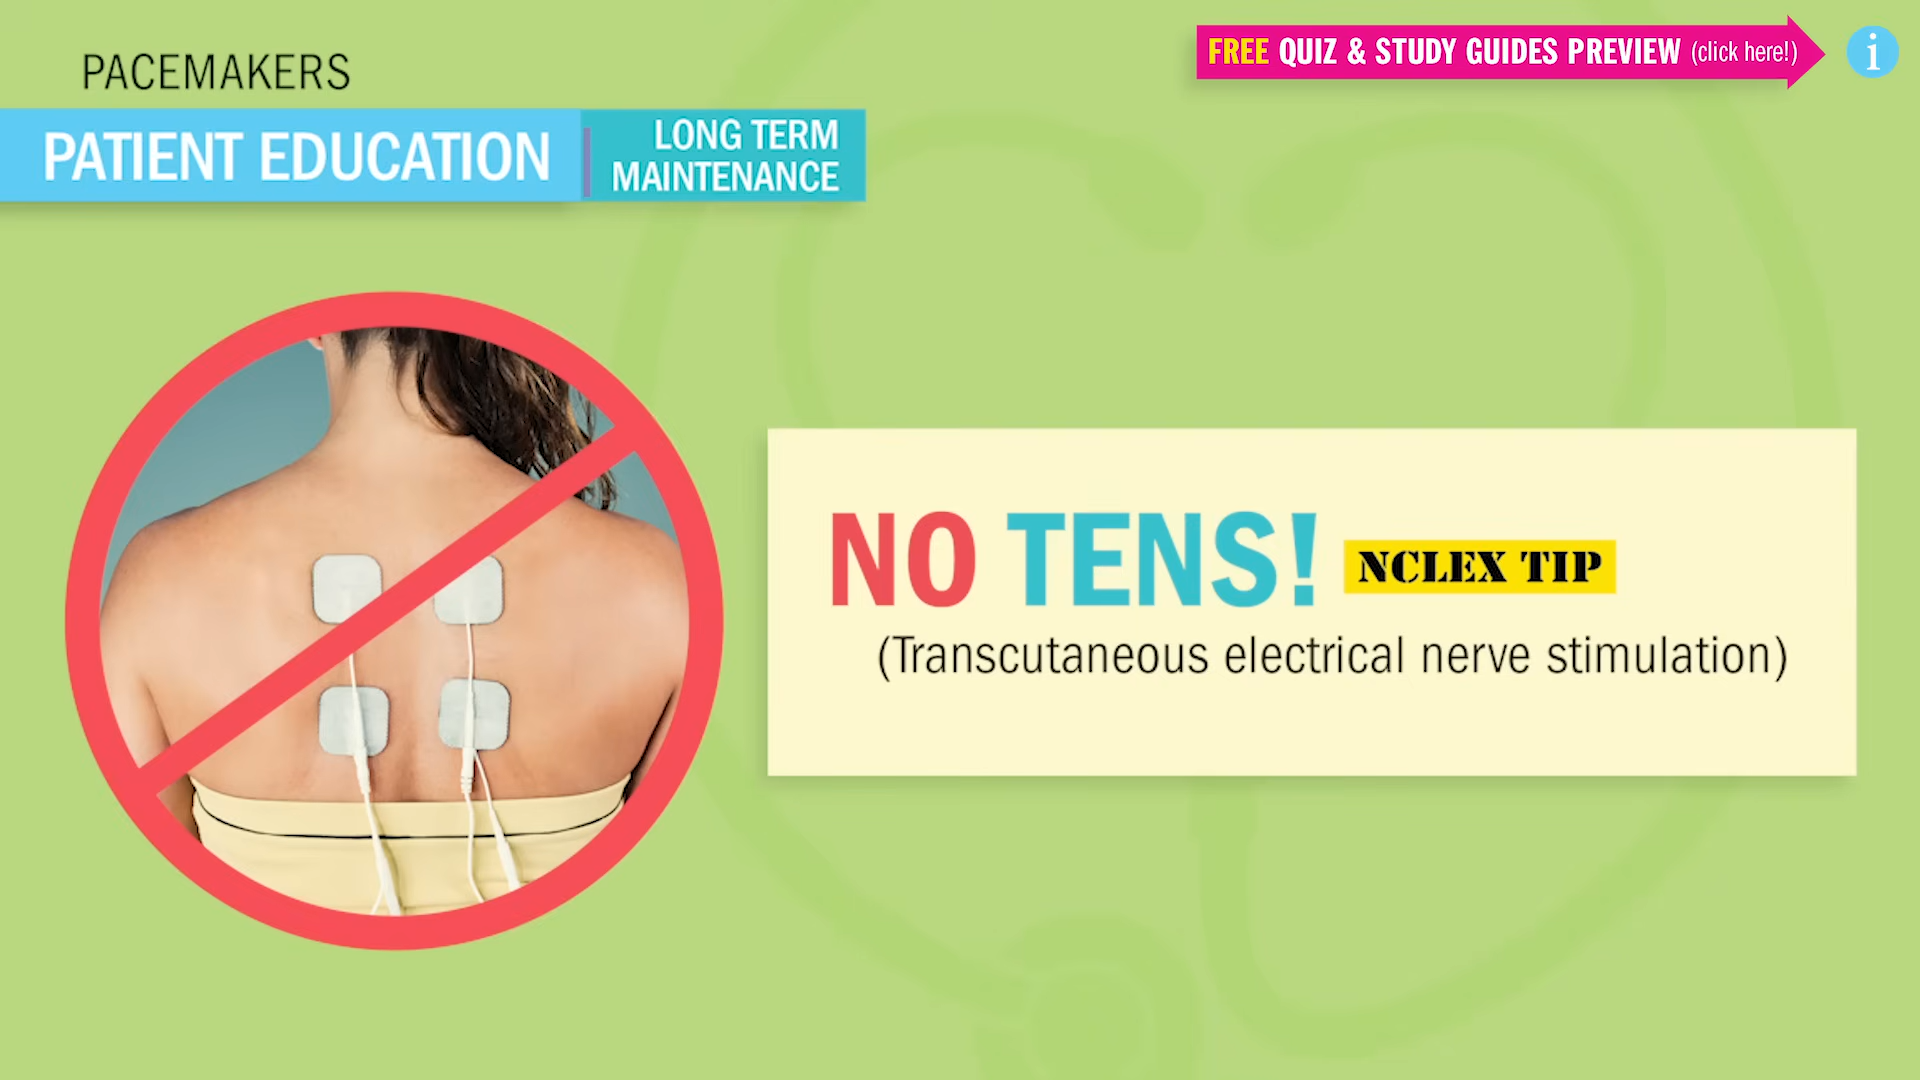 PACEMAKERS
FREE QUIZ & STUDY GUIDES PREVIEW (click here!)
i
PATIENT EDUCATION
LONG TERM
MAINTENANCE
NO TENS! NCLEX TIP
(Transcutaneous electrical nerve stimulation)